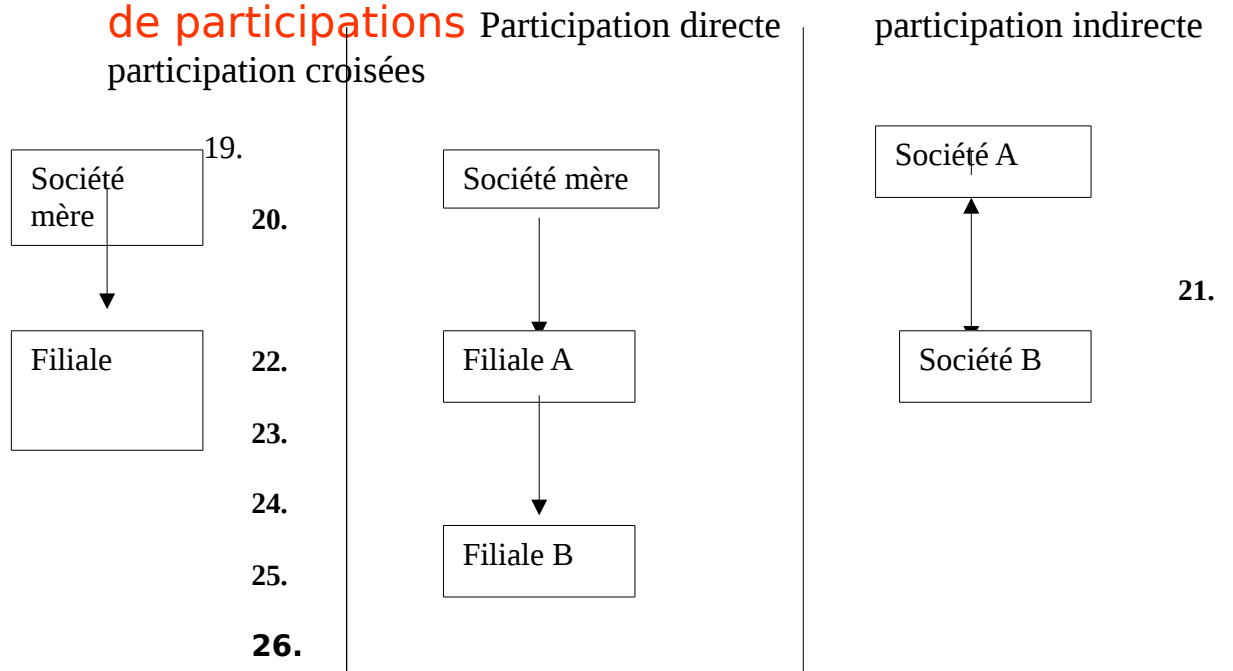 de participations Participation directe participation indirecte
participation croisées
19.
Société
mère
Société mère
Société A
20.
21.
Filiale
22.
Filiale A
Société B
23.
24.
Filiale B
25.
26.